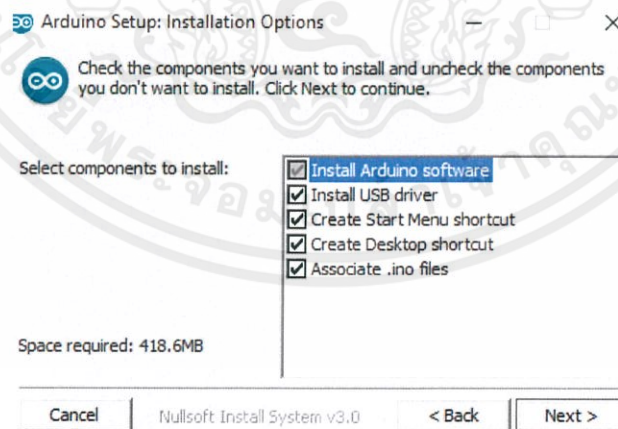 Arduino Setup: Installation Options
Check the components you want to install and uncheck the components
you don't want to install. Click Next to continue.
Select components to install:
Install Arduino software
Install USB driver
Create Start Menu shortcut
Create Desktop shortcut
Associate .ino files
Space required: 418.6MB
Cancel
Nullsoft Install System v3.0
< Back
Next >